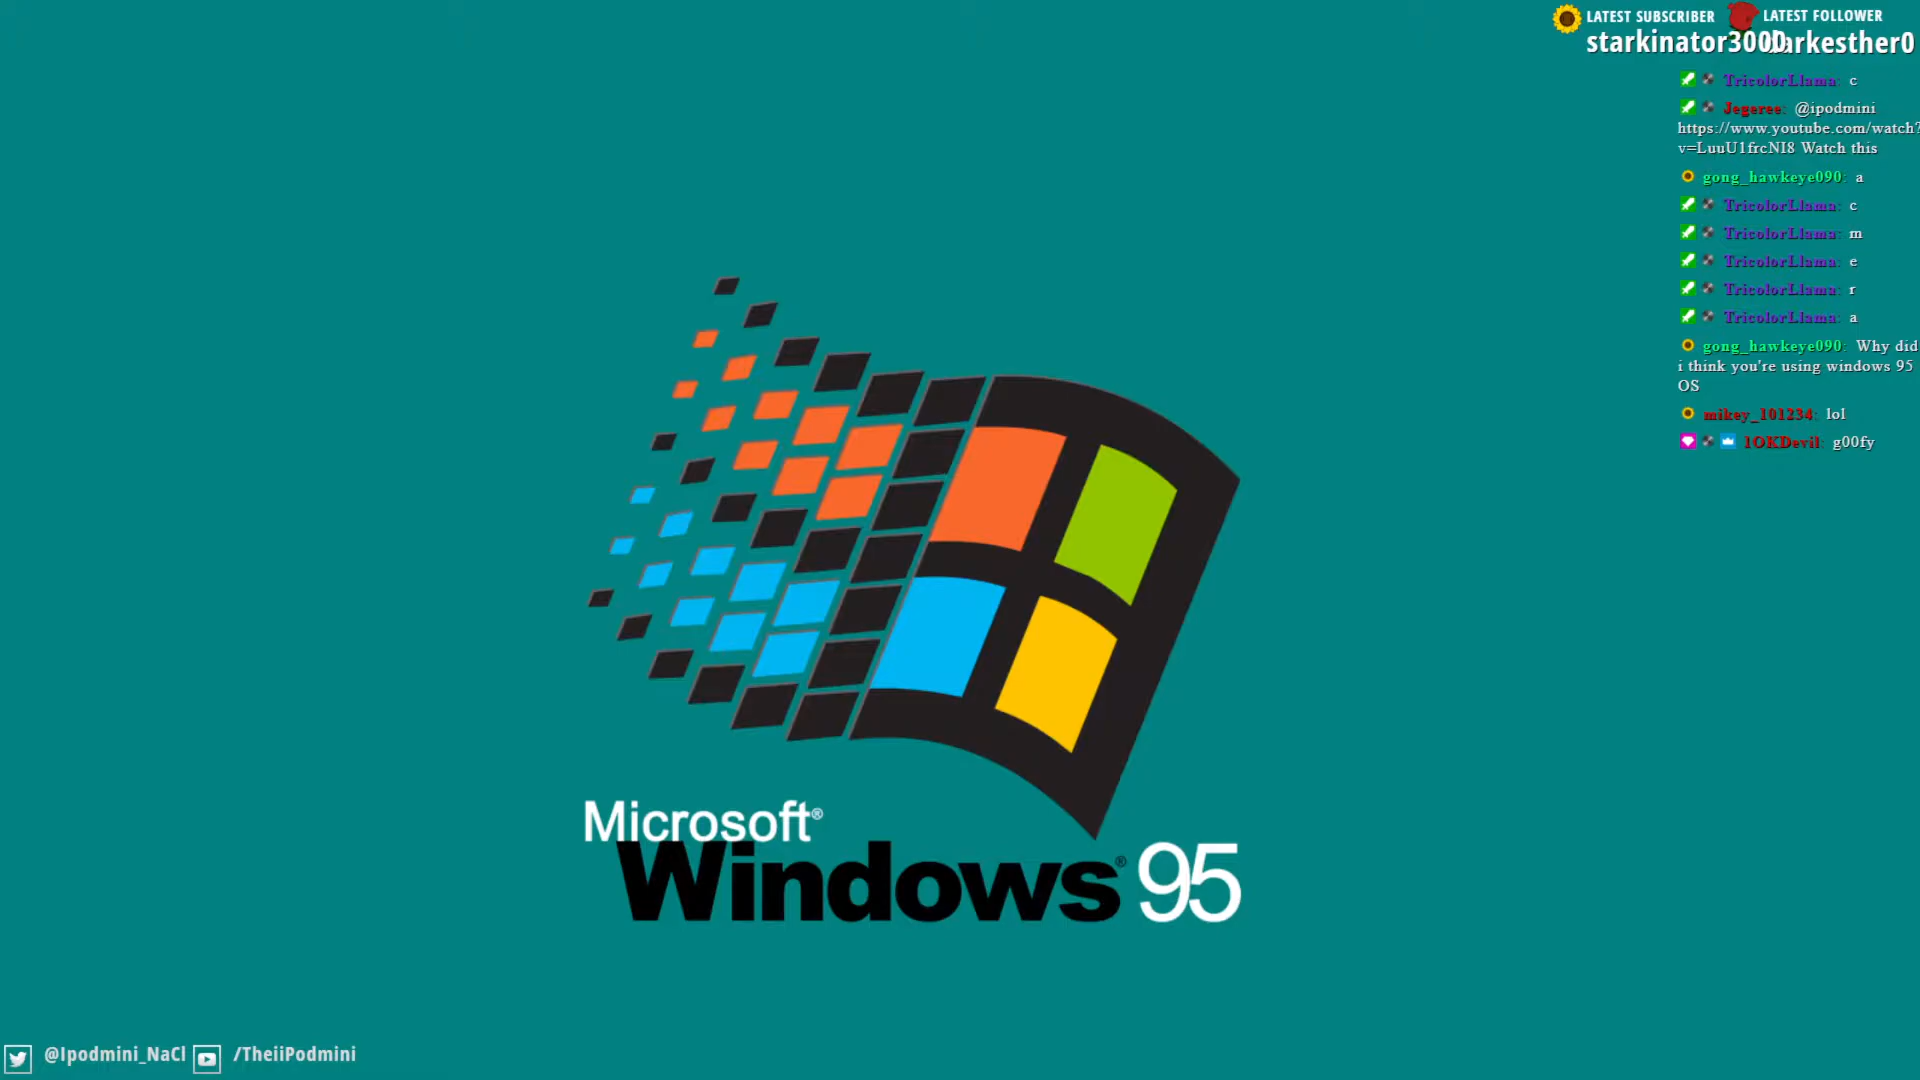 LATEST SUBSCRIBER LATEST FOLLOWER
starkinator3000 darkesther0
TricolorLlama: c
Jegeree: @ipodmini
https://www.youtube.com/watch?
v=LuuU1frcNI8 Watch this
gong_hawkeye090: a
TricolorLlama: c
TricolorLlama: m
TricolorLlama: e
TricolorLlama: r
TricolorLlama: a
gong_hawkeye090: Why did
i think you're using windows 95
OS
mikey_101234: lol
1OKDevil: g00fy
Microsoft®
Windows® 95
@Ipodmini_NaCl /TheiiPodmini